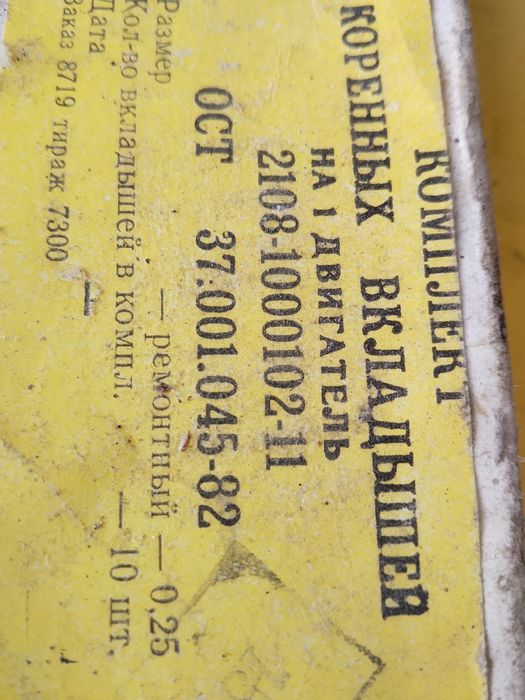 КОМПЛЕКТ
КОРЕННЫХ ВКЛАДЫШЕЙ
НА 1 ДВИГАТЕЛЬ
2108-1000102-11
ОСТ 37.001.045-82
Размер — ремонтный — 0,25
Кол-во вкладышей в компл. — 10 шт.
Дата
Заказ 8719 тираж 7300